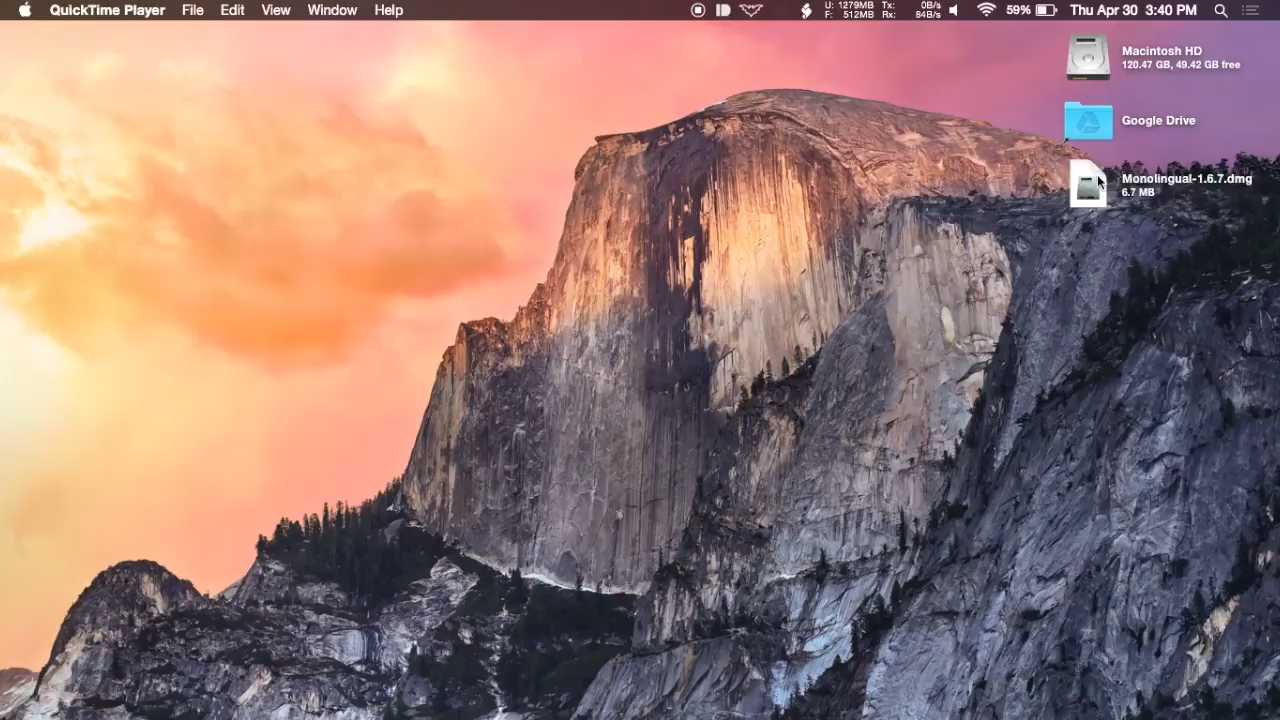 QuickTime Player File Edit View Window Help U: 1279MB Tx: 0B/s 59% Thu Apr 30 3:40 PM
F: 512MB Rx: 84B/s
Macintosh HD
120.47 GB, 49.42 GB free
Google Drive
Monolingual-1.6.7.dmg
6.7 MB